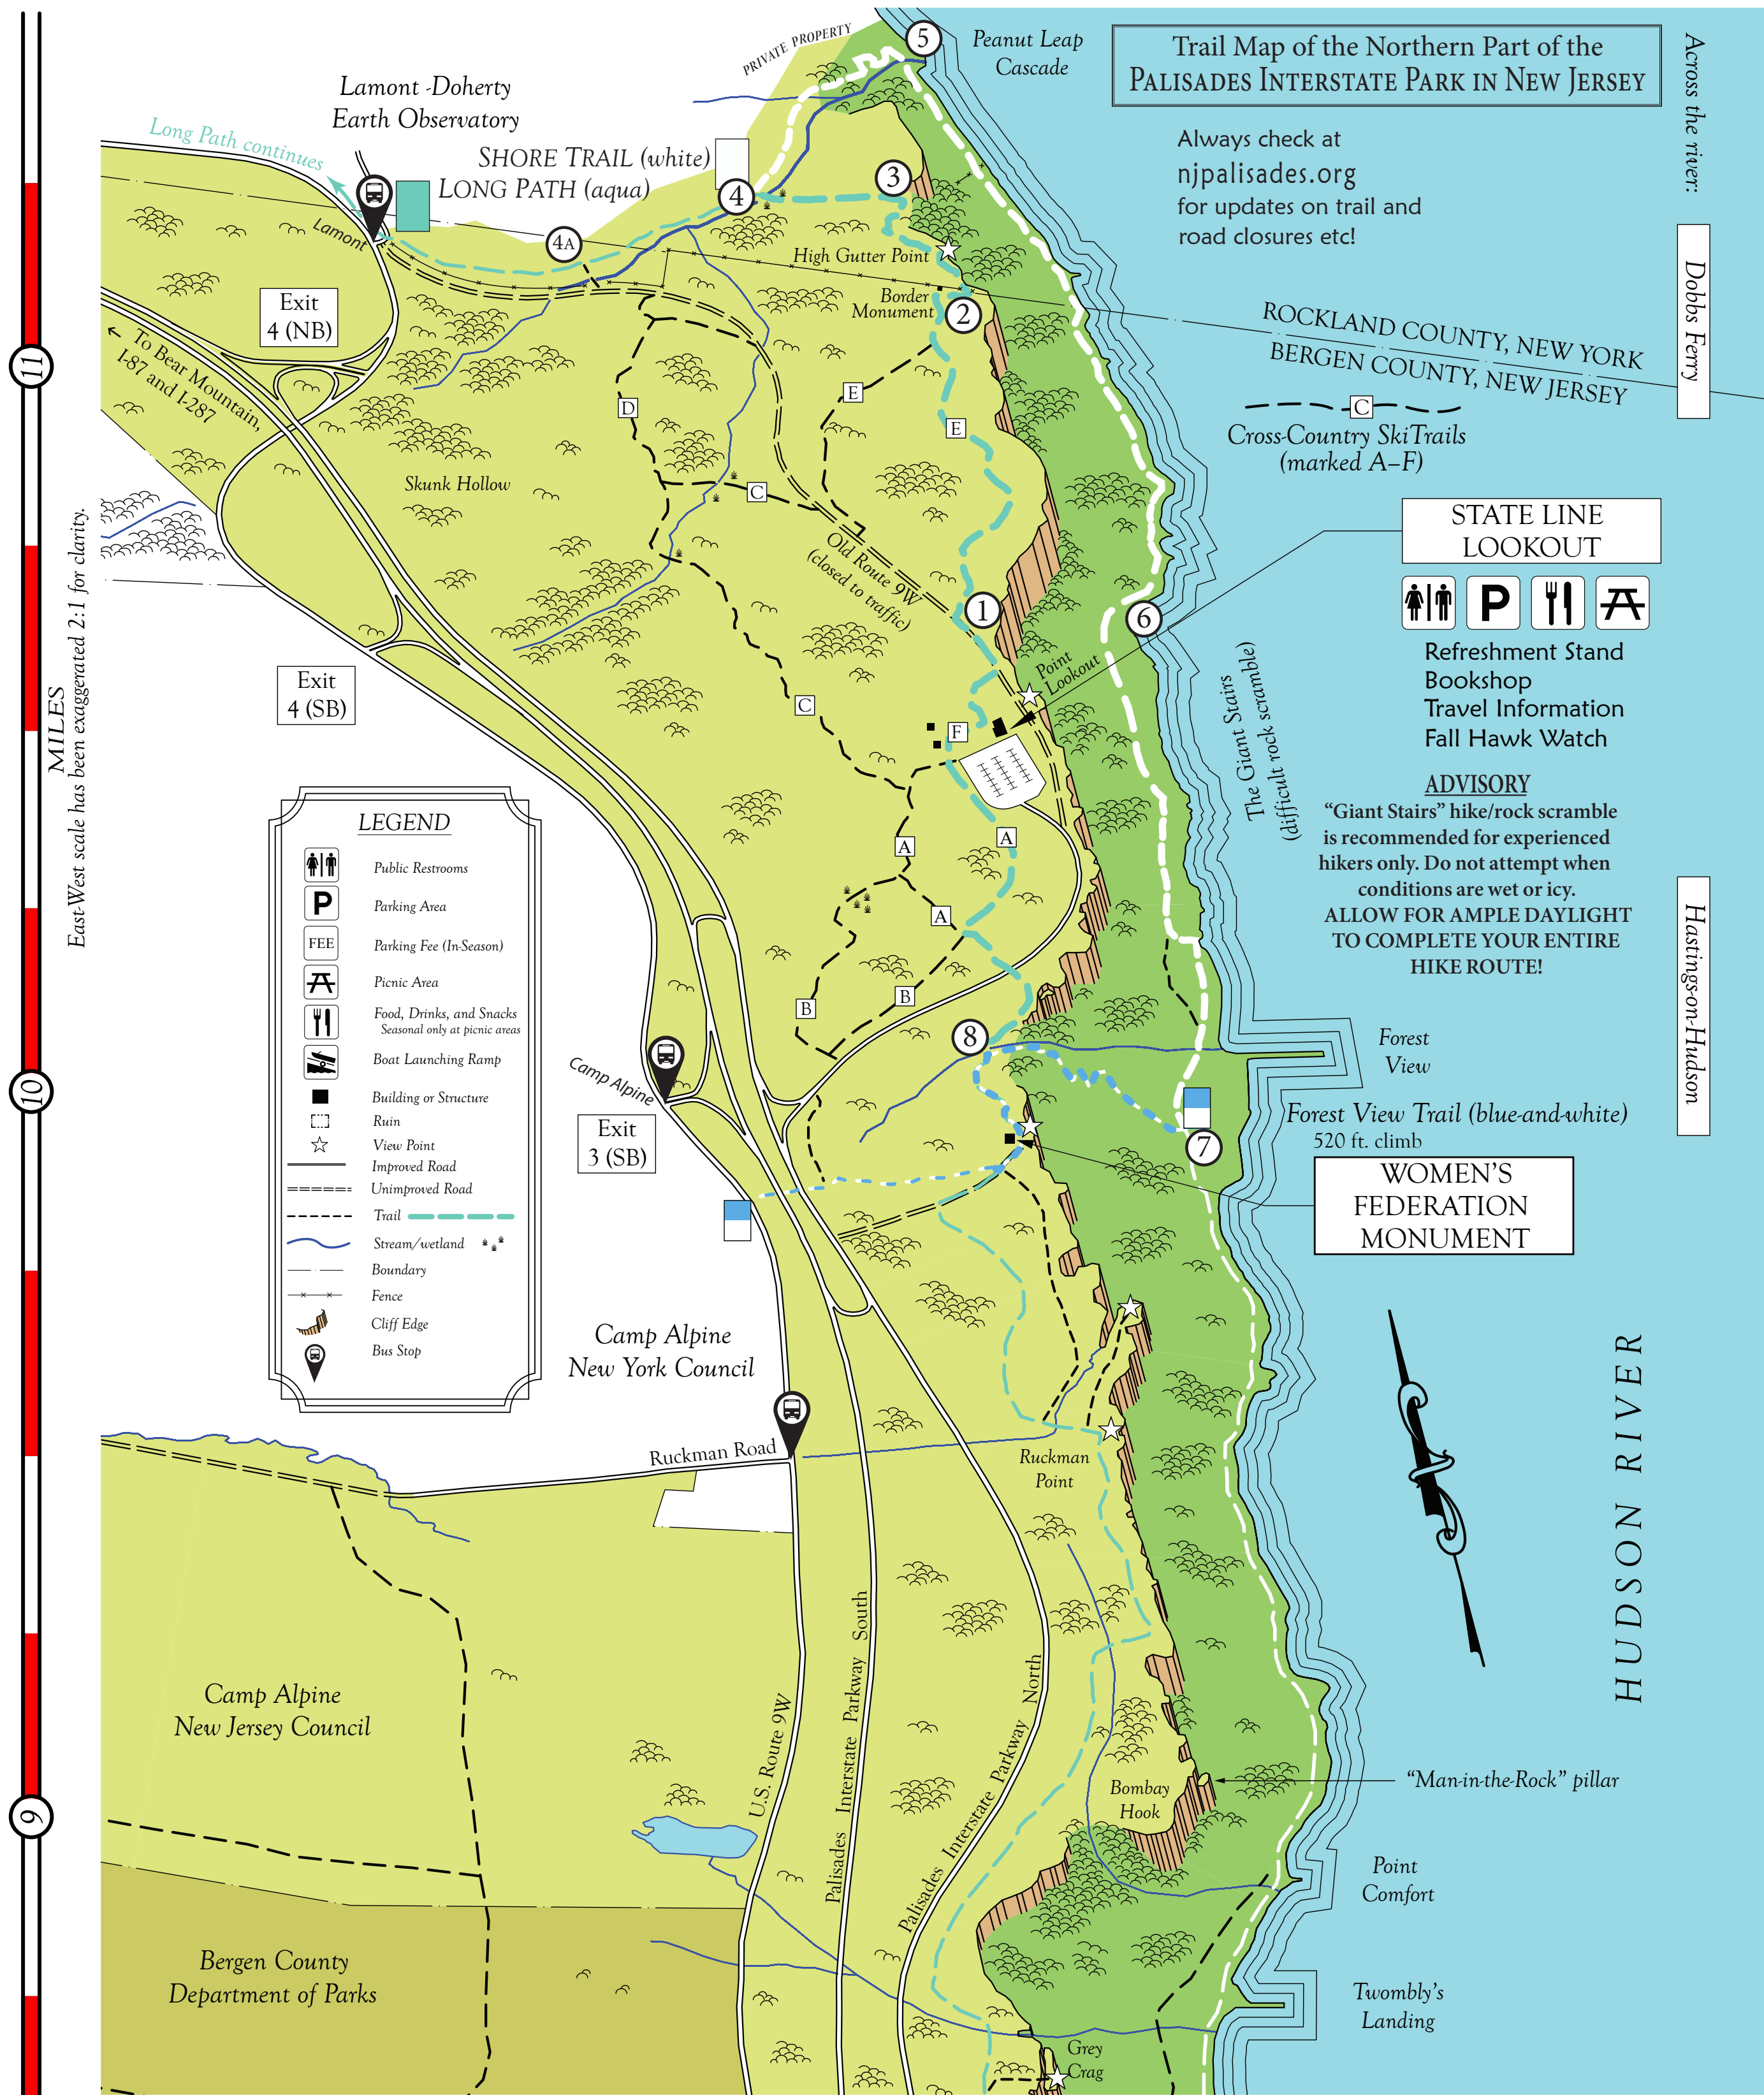 Trail Map of the Northern Part of the
PALISADES INTERSTATE PARK IN NEW JERSEY
Always check at
njpalisades.org
for updates on trail and
road closures etc!
Across the river:
Dobbs Ferry
Hastings-on-Hudson
PRIVATE PROPERTY
5
Peanut Leap
Cascade
Lamont -Doherty
Earth Observatory
Long Path continues
SHORE TRAIL (white)
LONG PATH (aqua)
4
3
4A
Lamont
High Gutter Point
Border
Monument
2
Exit
4 (NB)
To Bear Mountain,
I-87 and I-287
ROCKLAND COUNTY, NEW YORK
BERGEN COUNTY, NEW JERSEY
C
Cross-Country SkiTrails
(marked A–F)
E
D
E
Skunk Hollow
C
Old Route 9W
(closed to traffic)
STATE LINE
LOOKOUT
P
Refreshment Stand
Bookshop
Travel Information
Fall Hawk Watch
1
6
Point
Lookout
The Giant Stairs
(difficult rock scramble)
Exit
4 (SB)
C
F
ADVISORY
“Giant Stairs” hike/rock scramble
is recommended for experienced
hikers only. Do not attempt when
conditions are wet or icy.
ALLOW FOR AMPLE DAYLIGHT
TO COMPLETE YOUR ENTIRE
HIKE ROUTE!
A
A
A
B
B
8
Forest
View
Camp Alpine
Exit
3 (SB)
Forest View Trail (blue-and-white)
520 ft. climb
7
WOMEN’S
FEDERATION
MONUMENT
LEGEND
Public Restrooms
P
Parking Area
FEE
Parking Fee (In-Season)
Picnic Area
Food, Drinks, and Snacks
Seasonal only at picnic areas
Boat Launching Ramp
Building or Structure
Ruin
View Point
Improved Road
Unimproved Road
Trail
Stream/wetland
Boundary
Fence
Cliff Edge
Bus Stop
11
10
9
MILES
East-West scale has been exaggerated 2:1 for clarity.
Camp Alpine
New York Council
Ruckman Road
Ruckman
Point
HUDSON RIVER
Camp Alpine
New Jersey Council
U.S. Route 9W
Palisades Interstate Parkway South
Palisades Interstate Parkway North
Bombay
Hook
“Man-in-the-Rock” pillar
Point
Comfort
Bergen County
Department of Parks
Twombly’s
Landing
Grey
Crag